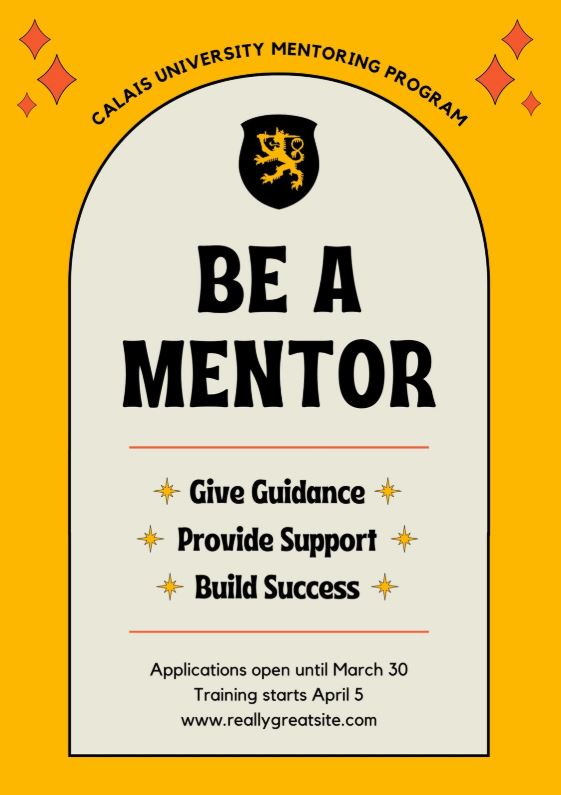 CALAIS UNIVERSITY MENTORING PROGRAM
BE A
MENTOR
Give Guidance
Provide Support
Build Success
Applications open until March 30
Training starts April 5
www.reallygreatsite.com